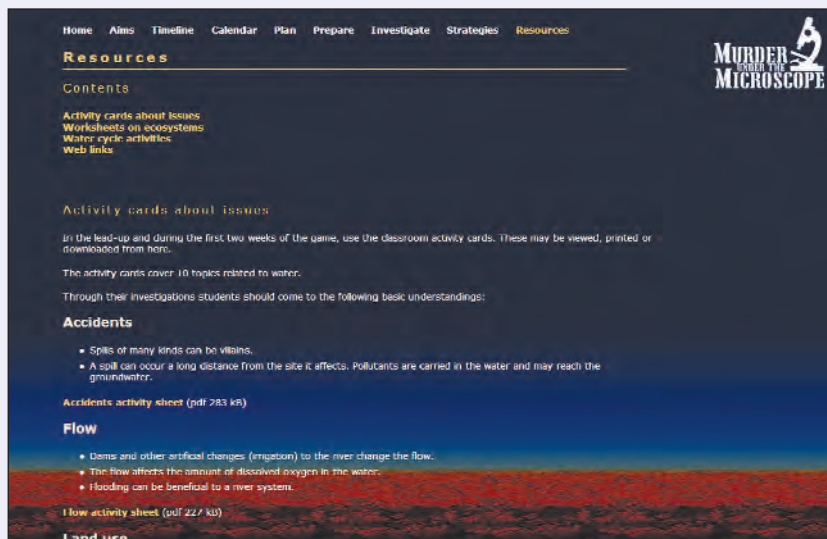 Home Aims Timeline Calendar Plan Prepare Investigate Strategies Resources
MURDER
UNDER THE
MICROSCOPE
Resources
Contents
Activity cards about issues
Worksheets on ecosystems
Water cycle activities
Web links
Activity cards about issues
In the lead-up and during the first two weeks of the game, use the classroom activity cards. These may be viewed, printed or
downloaded from here.
The activity cards cover 10 topics related to water.
Through their investigations students should come to the following basic understandings:
Accidents
• Spills of many kinds can be villains.
• A spill can occur a long distance from the site it affects. Pollutants are carried in the water and may reach the
groundwater.
Accidents activity sheet (pdf 283 kB)
Flow
• Dams and other artificial changes (irrigation) to the river change the flow.
• The flow affects the amount of dissolved oxygen in the water.
• Flooding can be beneficial to a river system.
Flow activity sheet (pdf 227 kB)
Land use